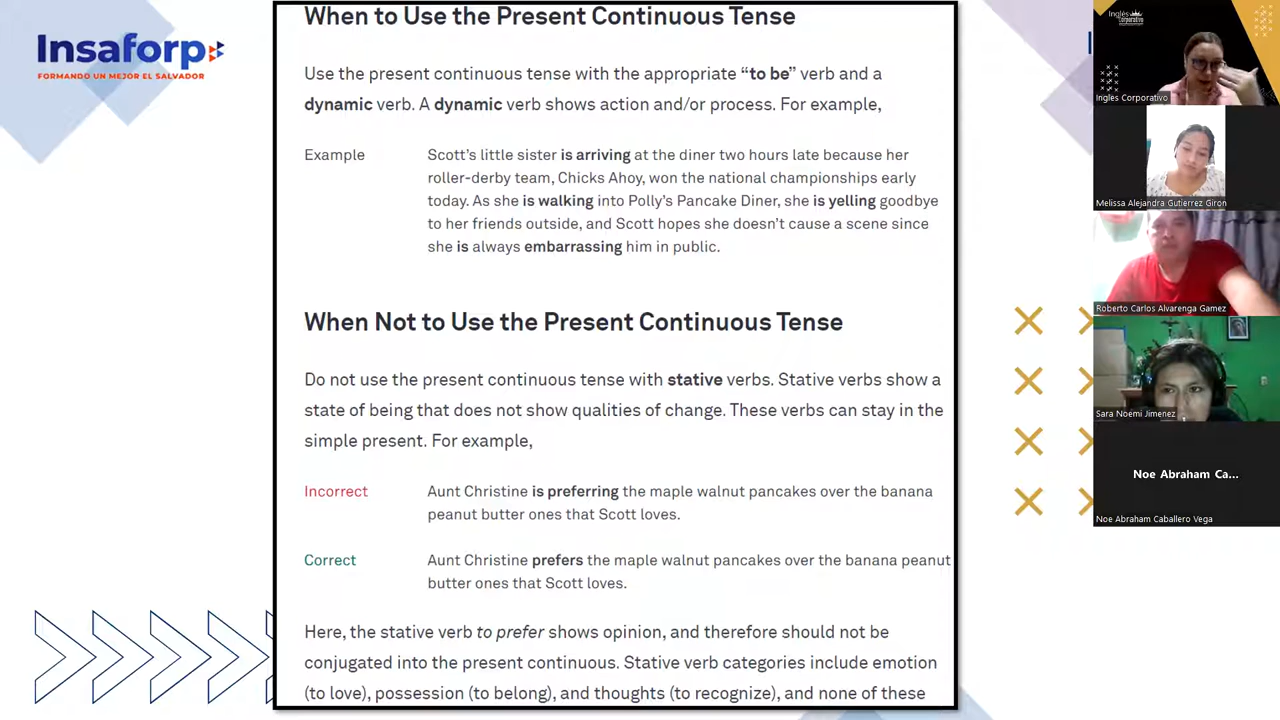 Insaforp
FORMANDO UN MEJOR EL SALVADOR
When to Use the Present Continuous Tense
Use the present continuous tense with the appropriate “to be” verb and a
dynamic verb. A dynamic verb shows action and/or process. For example,
Example
Scott’s little sister is arriving at the diner two hours late because her
roller-derby team, Chicks Ahoy, won the national championships early
today. As she is walking into Polly’s Pancake Diner, she is yelling goodbye
to her friends outside, and Scott hopes she doesn’t cause a scene since
she is always embarrassing him in public.
When Not to Use the Present Continuous Tense
Do not use the present continuous tense with stative verbs. Stative verbs show a
state of being that does not show qualities of change. These verbs can stay in the
simple present. For example,
Incorrect
Aunt Christine is preferring the maple walnut pancakes over the banana
peanut butter ones that Scott loves.
Correct
Aunt Christine prefers the maple walnut pancakes over the banana peanut
butter ones that Scott loves.
Here, the stative verb to prefer shows opinion, and therefore should not be
conjugated into the present continuous. Stative verb categories include emotion
(to love), possession (to belong), and thoughts (to recognize), and none of these
Inglés
Corporativo
Ingles Corporativo
Melissa Alejandra Gutierrez Giron
Roberto Carlos Alvarenga Gamez
Sara Noemi Jimenez
Noe Abraham Ca...
Noe Abraham Caballero Vega